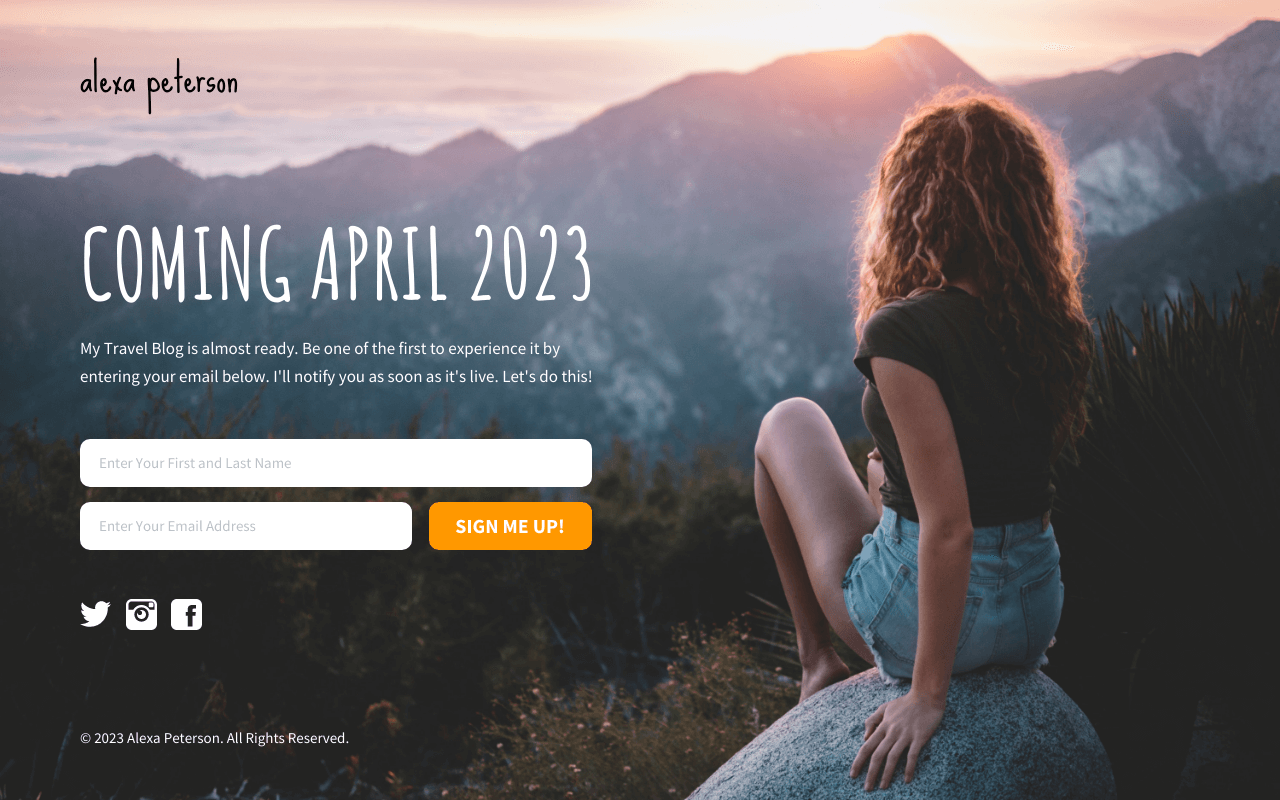 alexa peterson
COMING APRIL 2023
My Travel Blog is almost ready. Be one of the first to experience it by
entering your email below. I'll notify you as soon as it's live. Let's do this!
Enter Your First and Last Name
Enter Your Email Address
SIGN ME UP!
© 2023 Alexa Peterson. All Rights Reserved.